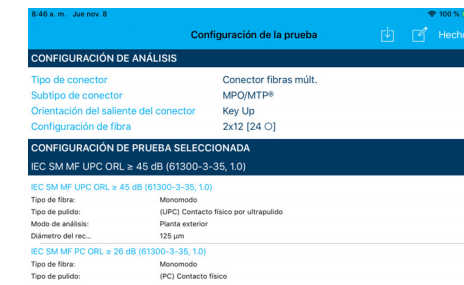 8:46 a. m. Jue nov. 8
100 %
Configuración de la prueba
Hecho
CONFIGURACIÓN DE ANÁLISIS
Tipo de conector Conector fibras múlt.
Subtipo de conector MPO/MTP®
Orientación del saliente del conector Key Up
Configuración de fibra 2x12 [24 O]
CONFIGURACIÓN DE PRUEBA SELECCIONADA
IEC SM MF UPC ORL ≥ 45 dB (61300-3-35, 1.0)
IEC SM MF UPC ORL ≥ 45 dB (61300-3-35, 1.0)
Tipo de fibra: Monomodo
Tipo de pulido: (UPC) Contacto físico por ultrapulido
Modo de análisis: Planta exterior
Diámetro del rec... 125 µm
IEC SM MF PC ORL ≥ 26 dB (61300-3-35, 1.0)
Tipo de fibra: Monomodo
Tipo de pulido: (PC) Contacto físico